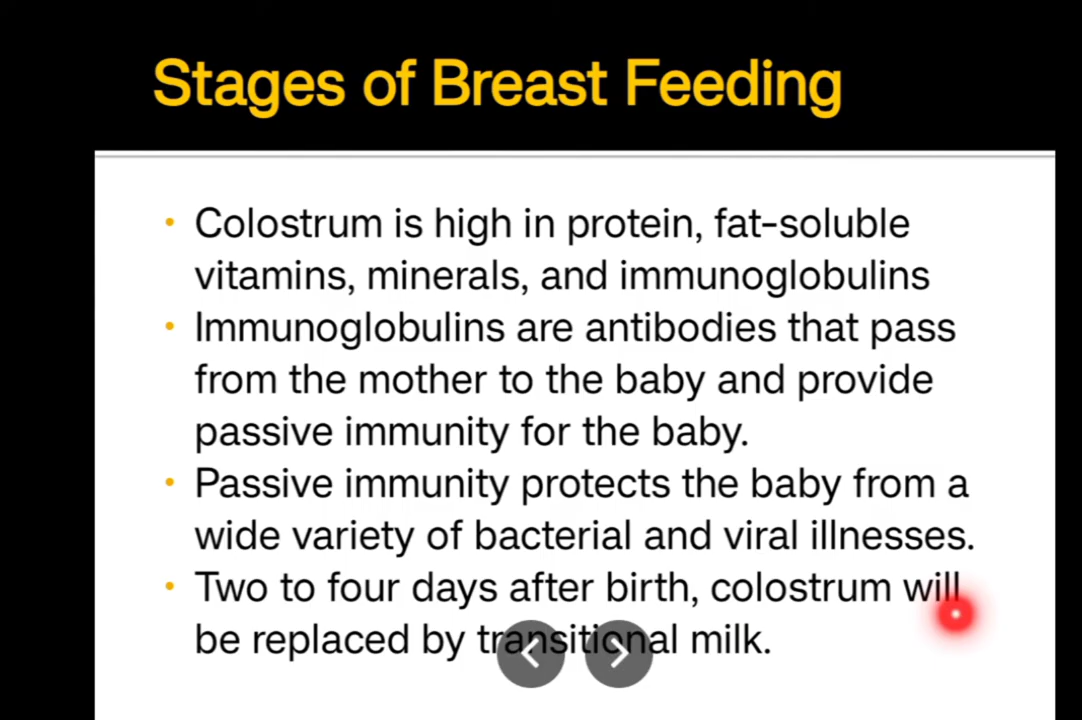 Stages of Breast Feeding
• Colostrum is high in protein, fat-soluble
vitamins, minerals, and immunoglobulins
• Immunoglobulins are antibodies that pass
from the mother to the baby and provide
passive immunity for the baby.
• Passive immunity protects the baby from a
wide variety of bacterial and viral illnesses.
• Two to four days after birth, colostrum will
be replaced by transitional milk.